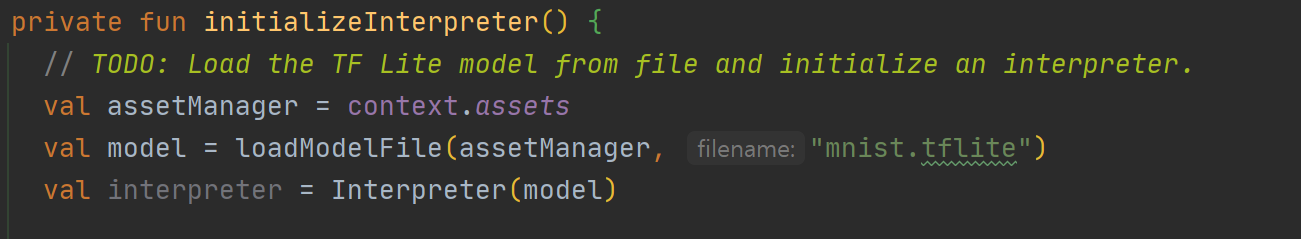 private fun initializeInterpreter() {
// TODO: Load the TF Lite model from file and initialize an interpreter.
val assetManager = context.assets
val model = loadModelFile(assetManager, filename: "mnist.tflite")
val interpreter = Interpreter(model)